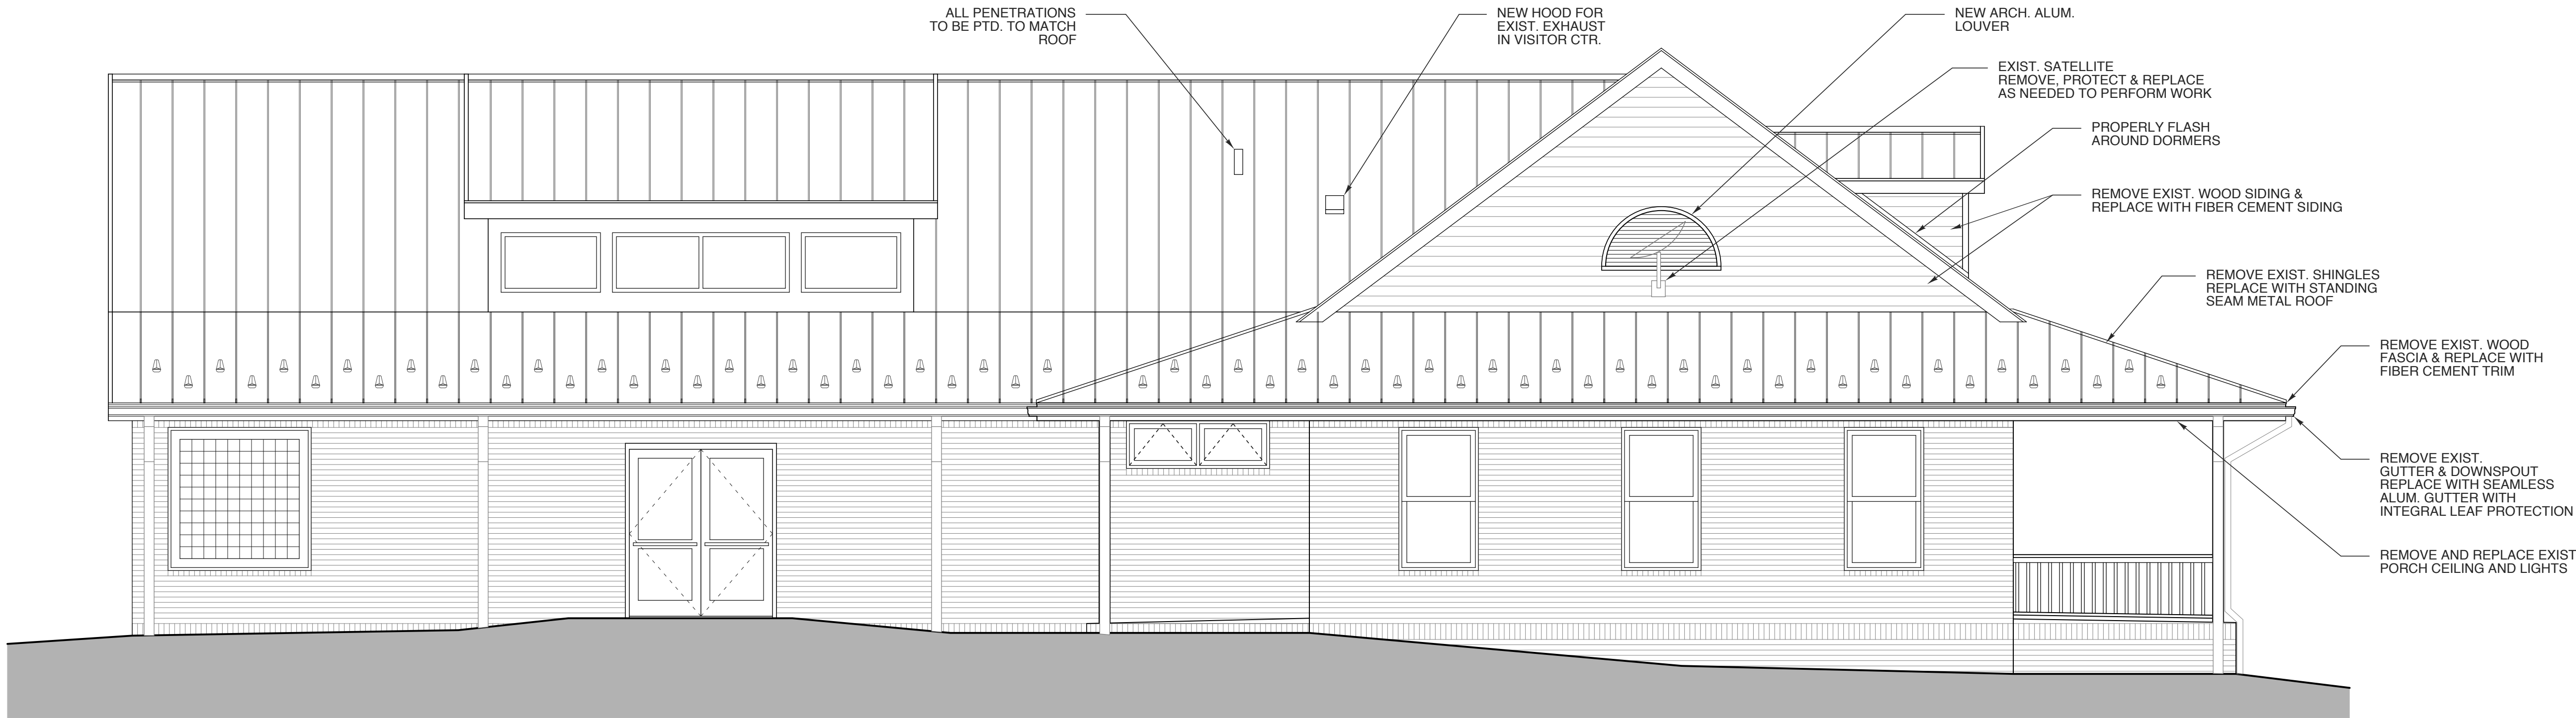 ALL PENETRATIONS
TO BE PTD. TO MATCH
ROOF
NEW HOOD FOR
EXIST. EXHAUST
IN VISITOR CTR.
NEW ARCH. ALUM.
LOUVER
EXIST. SATELLITE
REMOVE, PROTECT & REPLACE
AS NEEDED TO PERFORM WORK
PROPERLY FLASH
AROUND DORMERS
REMOVE EXIST. WOOD SIDING &
REPLACE WITH FIBER CEMENT SIDING
REMOVE EXIST. SHINGLES
REPLACE WITH STANDING
SEAM METAL ROOF
REMOVE EXIST. WOOD
FASCIA & REPLACE WITH
FIBER CEMENT TRIM
REMOVE EXIST.
GUTTER & DOWNSPOUT
REPLACE WITH SEAMLESS
ALUM. GUTTER WITH
INTEGRAL LEAF PROTECTION
REMOVE AND REPLACE EXIST
PORCH CEILING AND LIGHTS